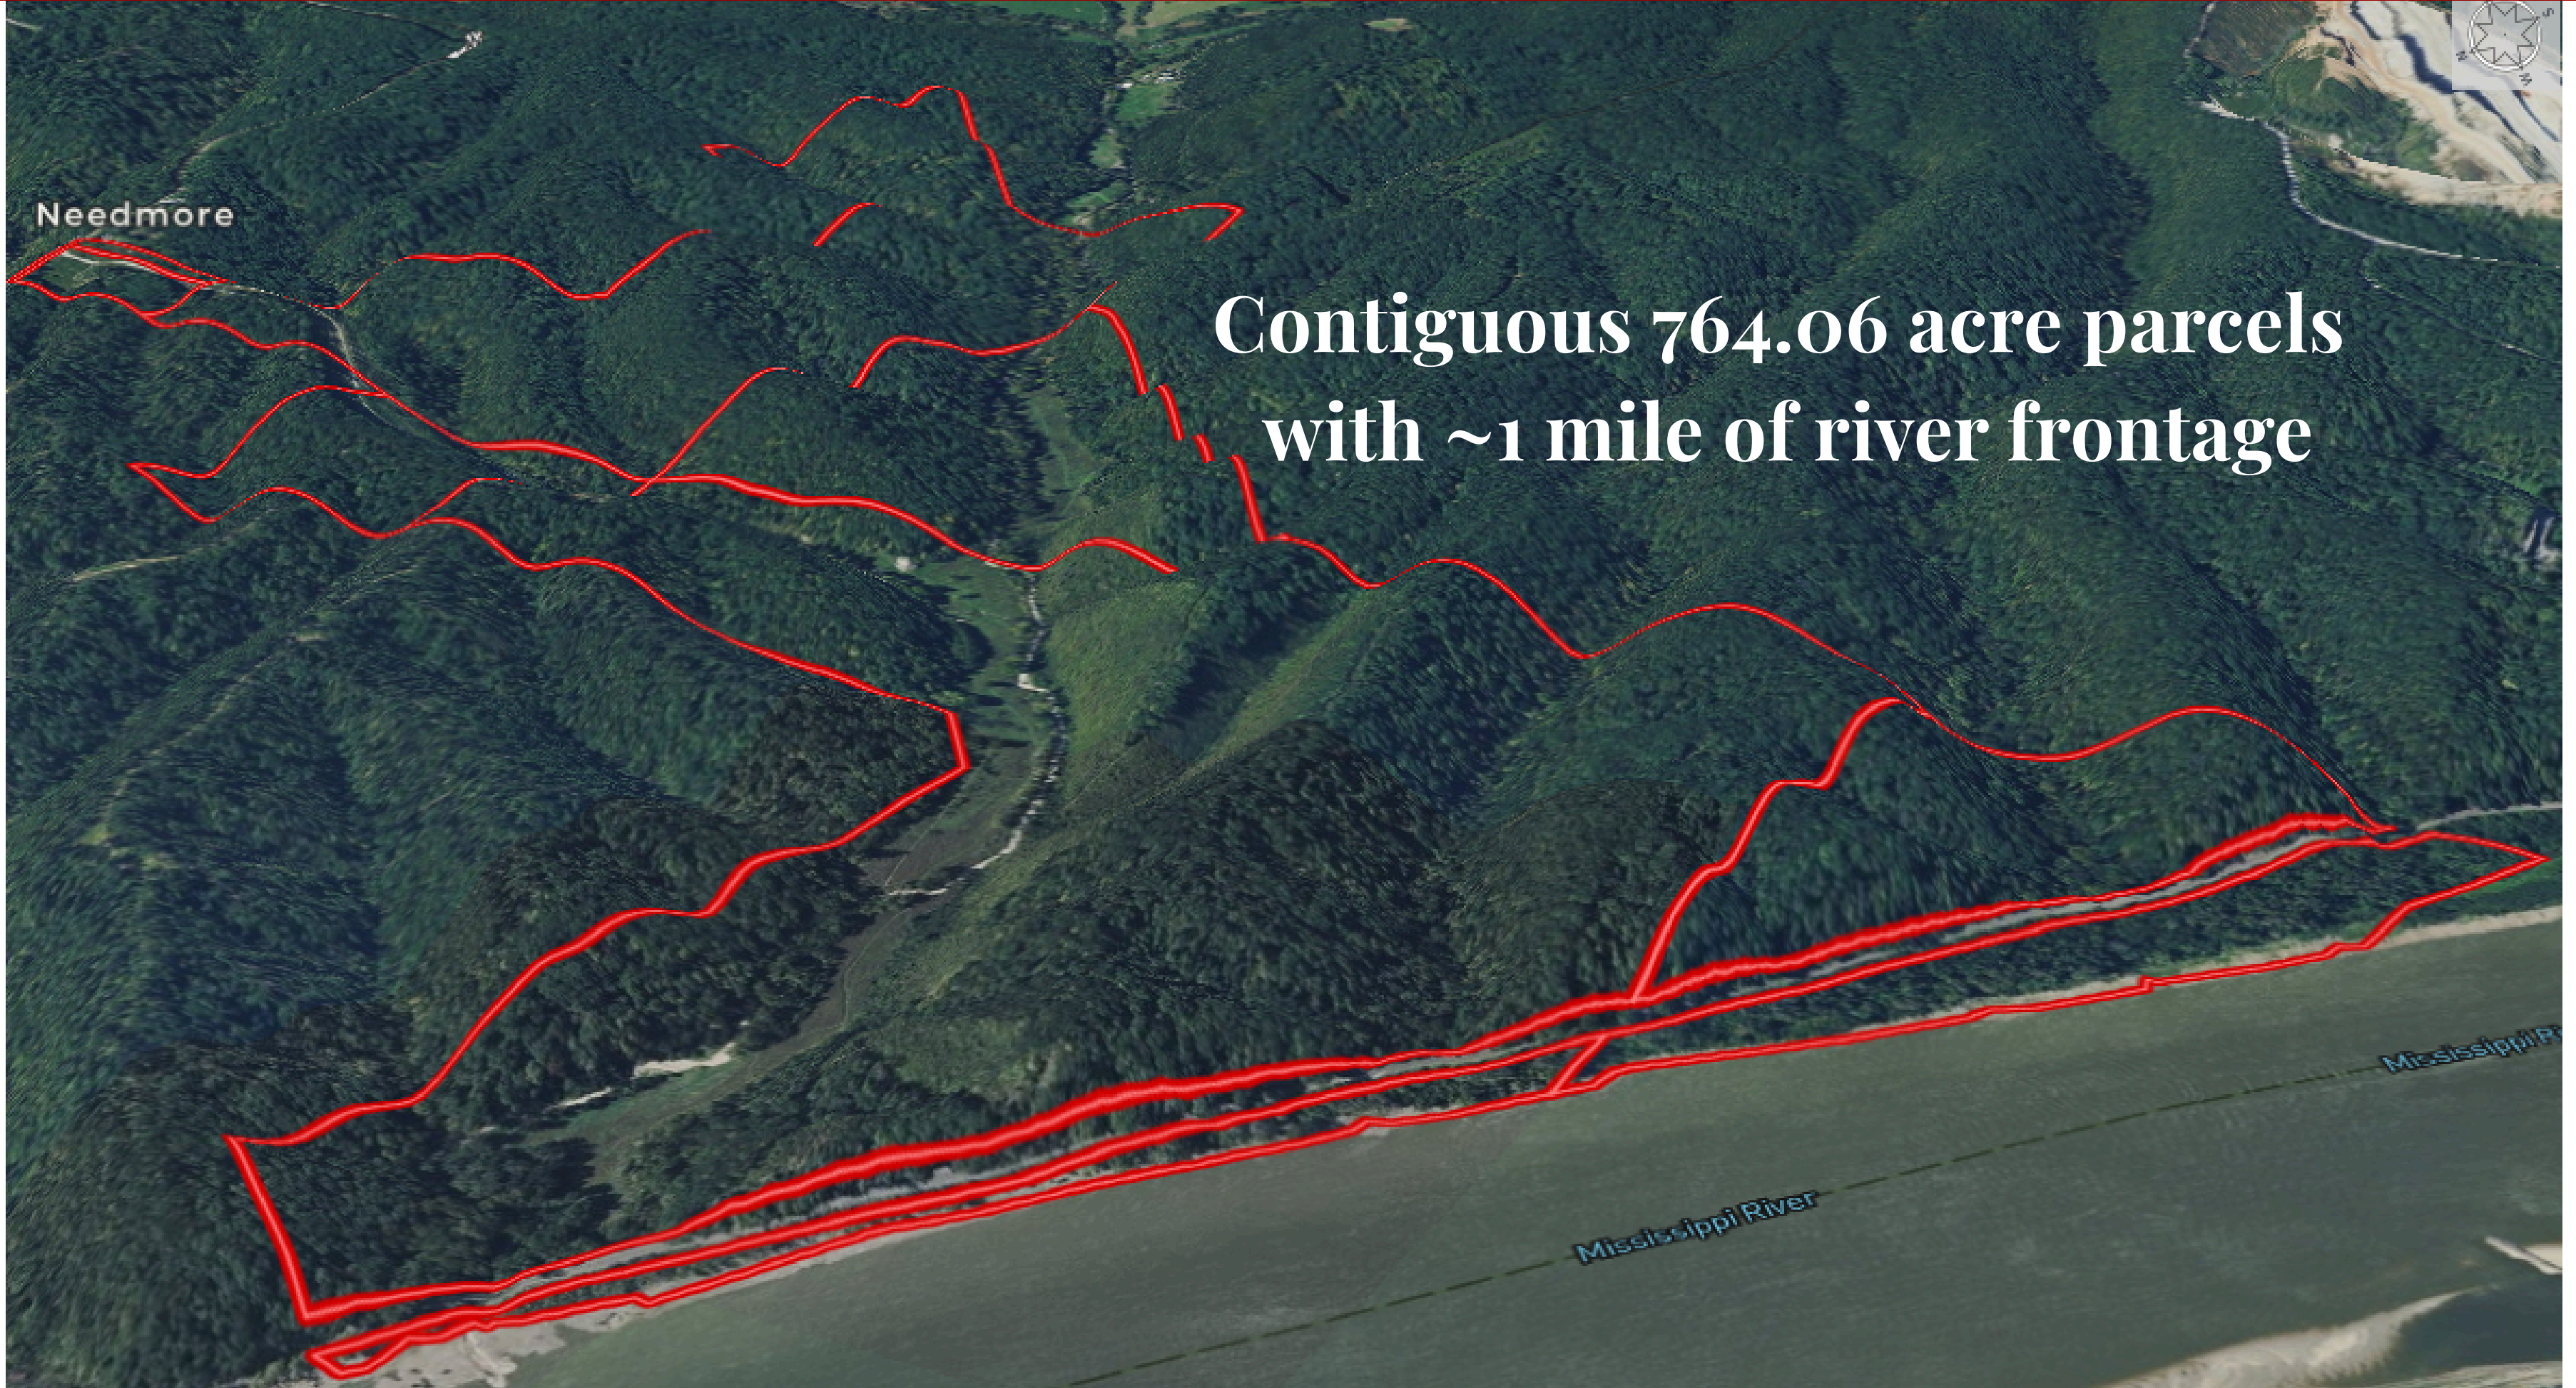 S
N
W
Needmore
Contiguous 764.06 acre parcels
with ~1 mile of river frontage
Mississippi River